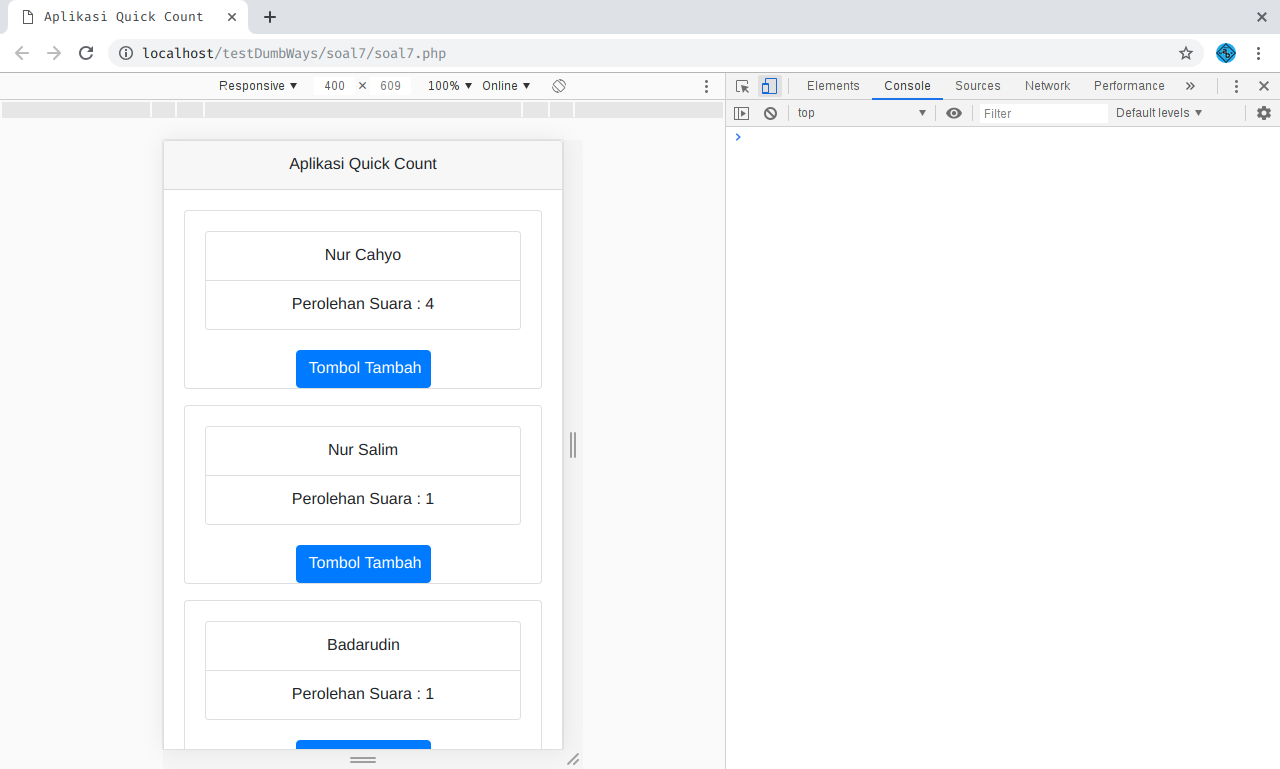 Aplikasi Quick Count
localhost/testDumbWays/soal7/soal7.php
Responsive 400 × 609 100% Online
Elements Console Sources Network Performance »
top Filter Default levels
Aplikasi Quick Count
Nur Cahyo
Perolehan Suara : 4
Tombol Tambah
Nur Salim
Perolehan Suara : 1
Tombol Tambah
Badarudin
Perolehan Suara : 1